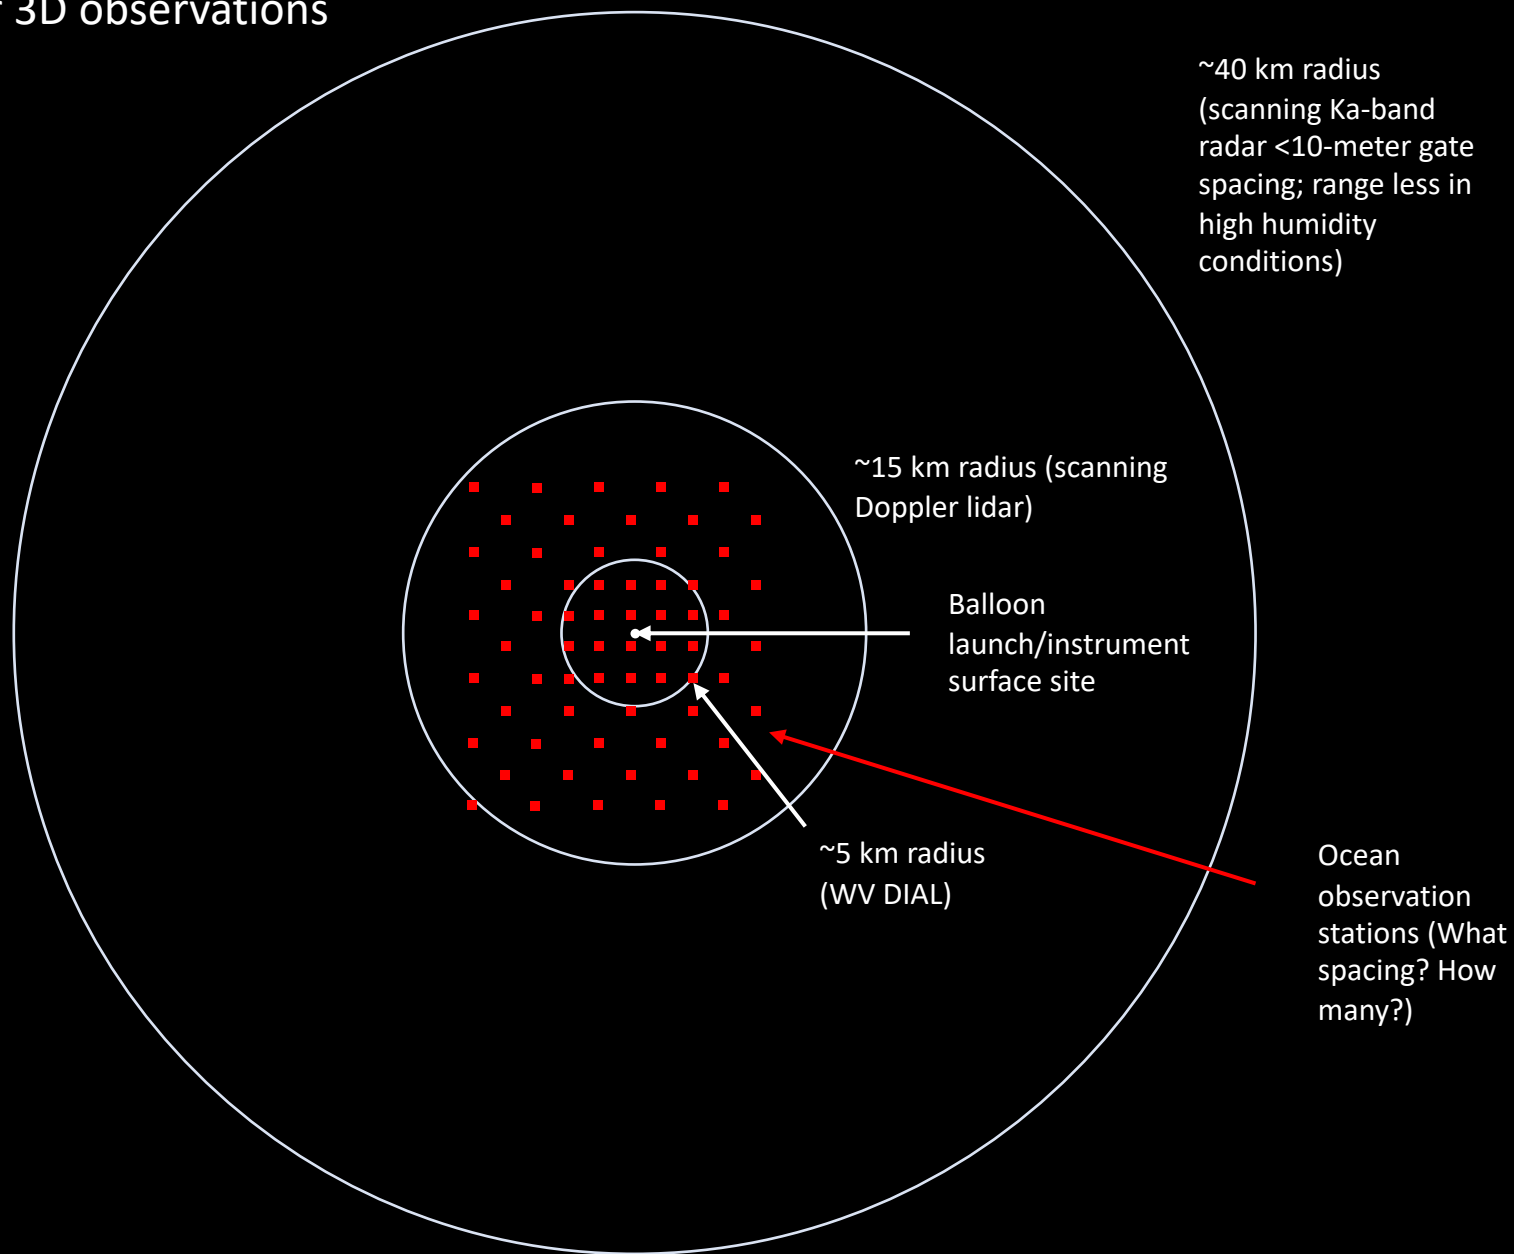 3D observations
~40 km radius
(scanning Ka-band
radar <10-meter gate
spacing; range less in
high humidity
conditions)
~15 km radius (scanning
Doppler lidar)
Balloon
launch/instrument
surface site
~5 km radius
(WV DIAL)
Ocean
observation
stations (What
spacing? How
many?)